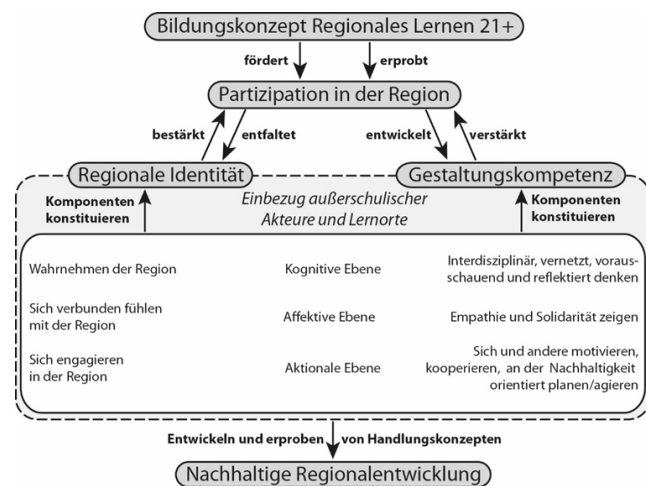 Bildungskonzept Regionales Lernen 21+
fördert
erprobt
Partizipation in der Region
bestärkt
entfaltet
entwickelt
verstärkt
Regionale Identität
Gestaltungskompetenz
Komponenten
konstituieren
Einbezug außerschulischer
Akteure und Lernorte
Komponenten
konstituieren
Wahrnehmen der Region
Kognitive Ebene
Interdisziplinär, vernetzt, voraus-
schauend und reflektiert denken
Sich verbunden fühlen
mit der Region
Affektive Ebene
Empathie und Solidarität zeigen
Sich engagieren
in der Region
Aktionale Ebene
Sich und andere motivieren,
kooperieren, an der Nachhaltigkeit
orientiert planen/agieren
Entwickeln und erproben
von Handlungskonzepten
Nachhaltige Regionalentwicklung